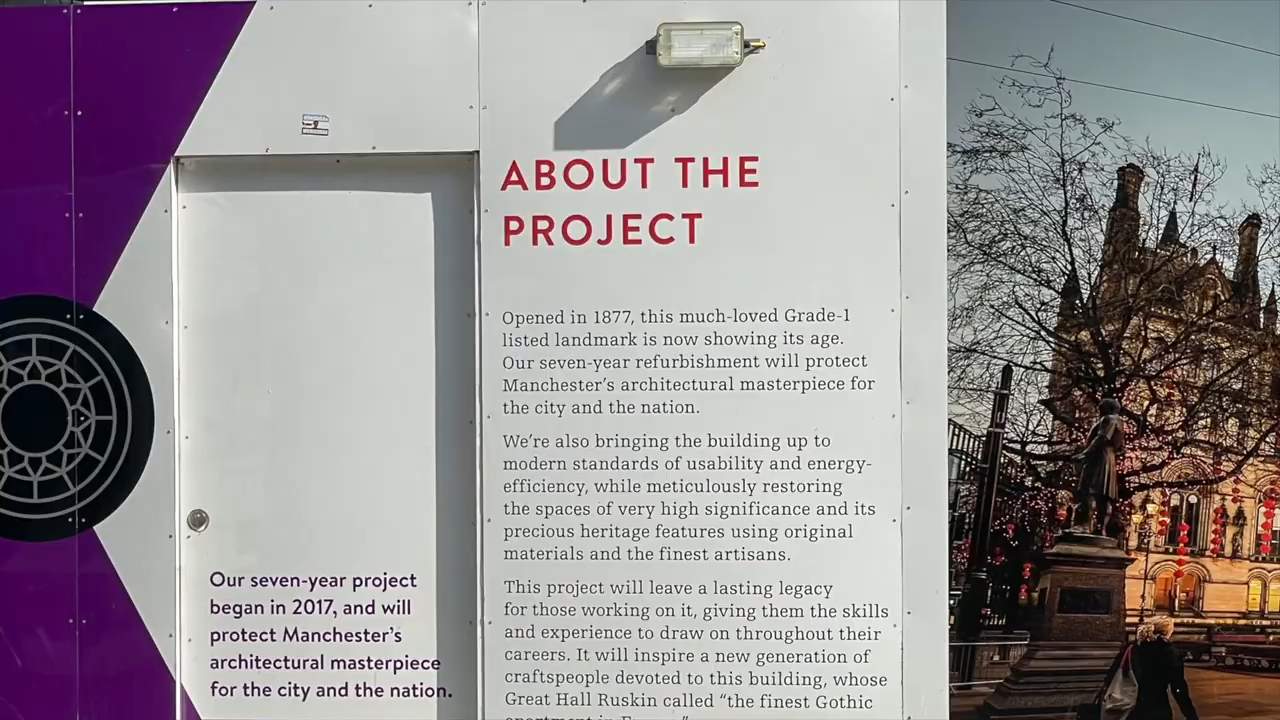 ABOUT THE
PROJECT
Opened in 1877, this much-loved Grade-1
listed landmark is now showing its age.
Our seven-year refurbishment will protect
Manchester's architectural masterpiece for
the city and the nation.
We're also bringing the building up to
modern standards of usability and energy-
efficiency, while meticulously restoring
the spaces of very high significance and its
precious heritage features using original
materials and the finest artisans.
This project will leave a lasting legacy
for those working on it, giving them the skills
and experience to draw on throughout their
careers. It will inspire a new generation of
craftspeople devoted to this building, whose
Great Hall Ruskin called “the finest Gothic
Our seven-year project
began in 2017, and will
protect Manchester's
architectural masterpiece
for the city and the nation.